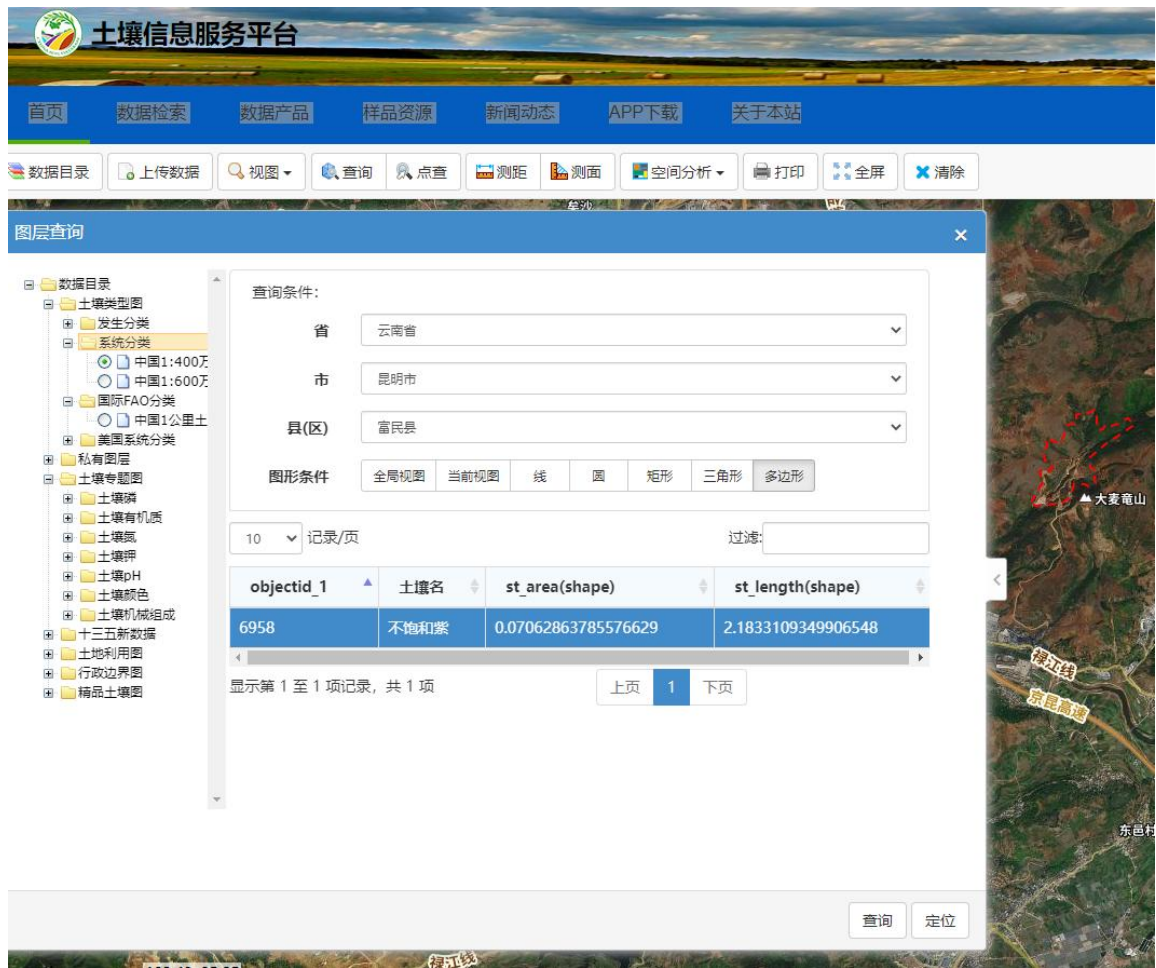 土壤信息服务平台
首页 数据检索 数据产品 样品资源 新闻动态 APP下载 关于本站
数据目录 上传数据 视图 查询 点查 测距 测面 空间分析 打印 全屏 清除
图层查询 ×
数据目录
土壤类型图
发生分类
系统分类
中国1:400万
中国1:600万
国际FAO分类
中国1公里土
美国系统分类
私有图层
土壤专题图
土壤磷
土壤有机质
土壤氮
土壤钾
土壤pH
土壤颜色
土壤机械组成
十三五新数据
土地利用图
行政边界图
精品土壤图
查询条件:
省 云南省
市 昆明市
县(区) 富民县
图形条件 全局视图 当前视图 线 圆 矩形 三角形 多边形
10 记录/页 过滤:
objectid_1 土壤名 st_area(shape) st_length(shape)
6958 不饱和紫 0.07062863785576629 2.1833109349906548
显示第 1 至 1 项记录，共 1 项 上页 1 下页
查询 定位
大麦竜山
禄江线
京昆高速
东邑村
禄江线